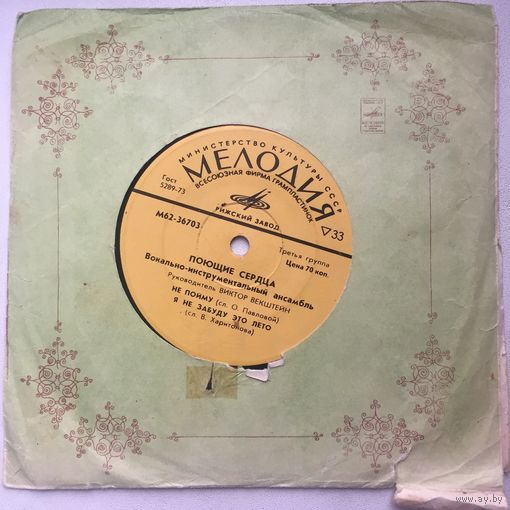 МИНИСТЕРСТВО КУЛЬТУРЫ СССР
МЕЛОДИЯ
ВСЕСОЮЗНАЯ ФИРМА ГРАМПЛАСТИНОК
Гост
5289-73
РИЖСКИЙ ЗАВОД
▽33
М62-36703
Третья группа
Цена 70 коп.
ПОЮЩИЕ СЕРДЦА
Вокально-инструментальный ансамбль
Руководитель ВИКТОР ВЕКШТЕЙН
НЕ ПОЙМУ (сл. О. Павловой)
Я НЕ ЗАБУДУ ЭТО ЛЕТО
(сл. В. Харитонова)
© www.ay.by